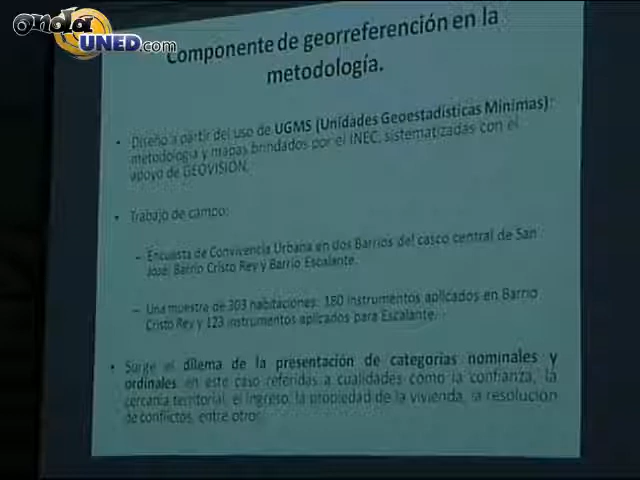 onda
UNED.com
Componente de georreferención en la
metodología.
• Diseño a partir del uso de UGMS (Unidades Geoestadísticas Mínimas):
metodología y mapas brindados por el INEC, sistematizadas con el
apoyo de GEOVISION.
• Trabajo de campo:
– Encuesta de Convivencia Urbana en dos Barrios del casco central de San
José: Barrio Cristo Rey y Barrio Escalante.
– Una muestra de 303 habitaciones: 180 instrumentos aplicados en Barrio
Cristo Rey y 123 instrumentos aplicados para Escalante.
• Surge el dilema de la presentación de categorías nominales y
ordinales, en este caso referidas a cualidades como la confianza, la
cercanía territorial, el ingreso, la propiedad de la vivienda, la resolución
de conflictos, entre otros.